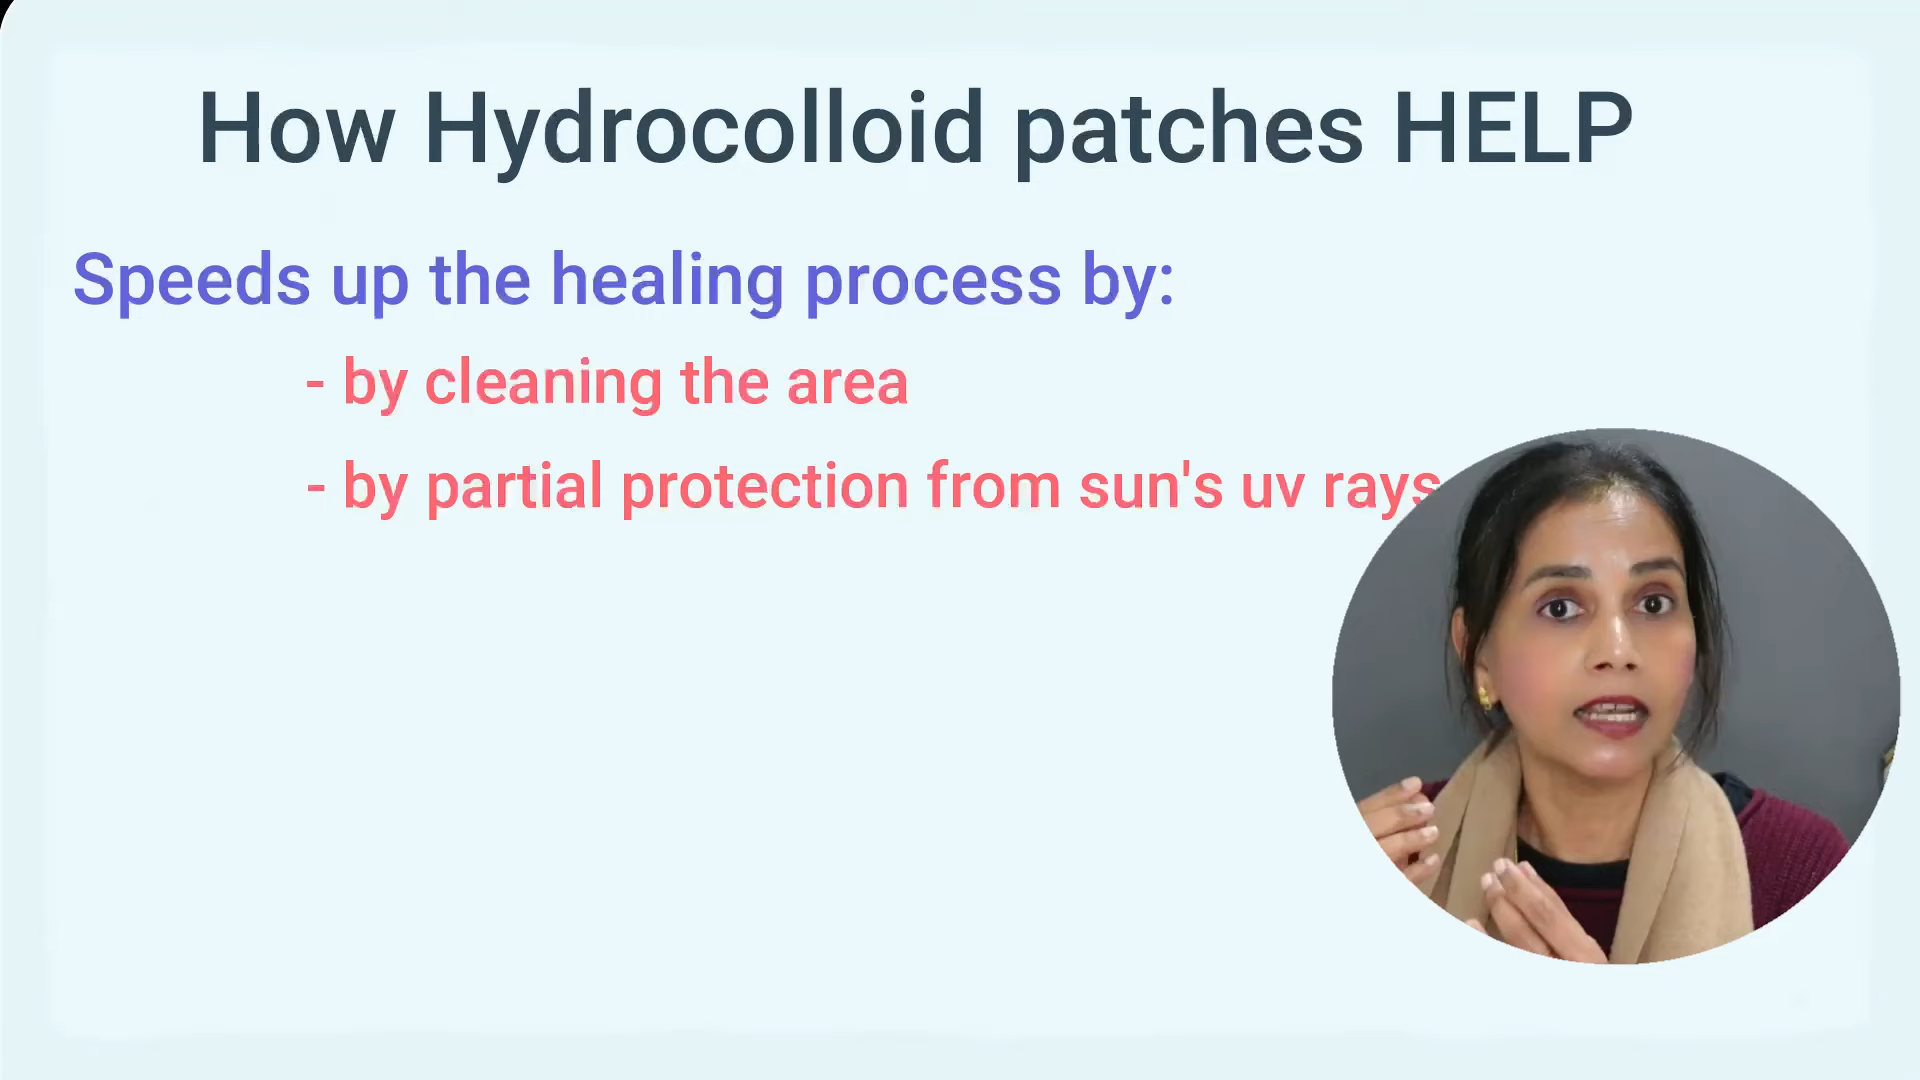 How Hydrocolloid patches HELP
Speeds up the healing process by:
- by cleaning the area
- by partial protection from sun's uv rays